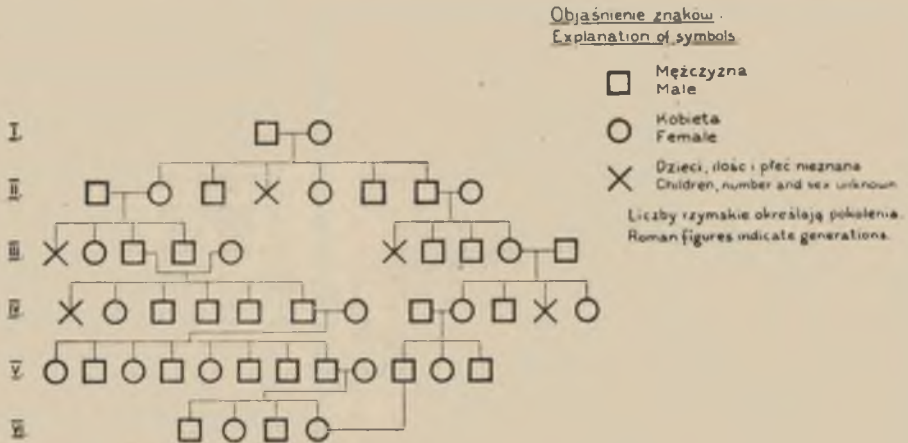 Objaśnienie znaków.
Explanation of symbols
Mężczyzna
Male
Kobieta
Female
Dzieci, ilość i płeć nieznana
Children, number and sex unknown
Liczby rzymskie określają pokolenia.
Roman figures indicate generations.
I.
II.
III.
IV.
V.
VI.